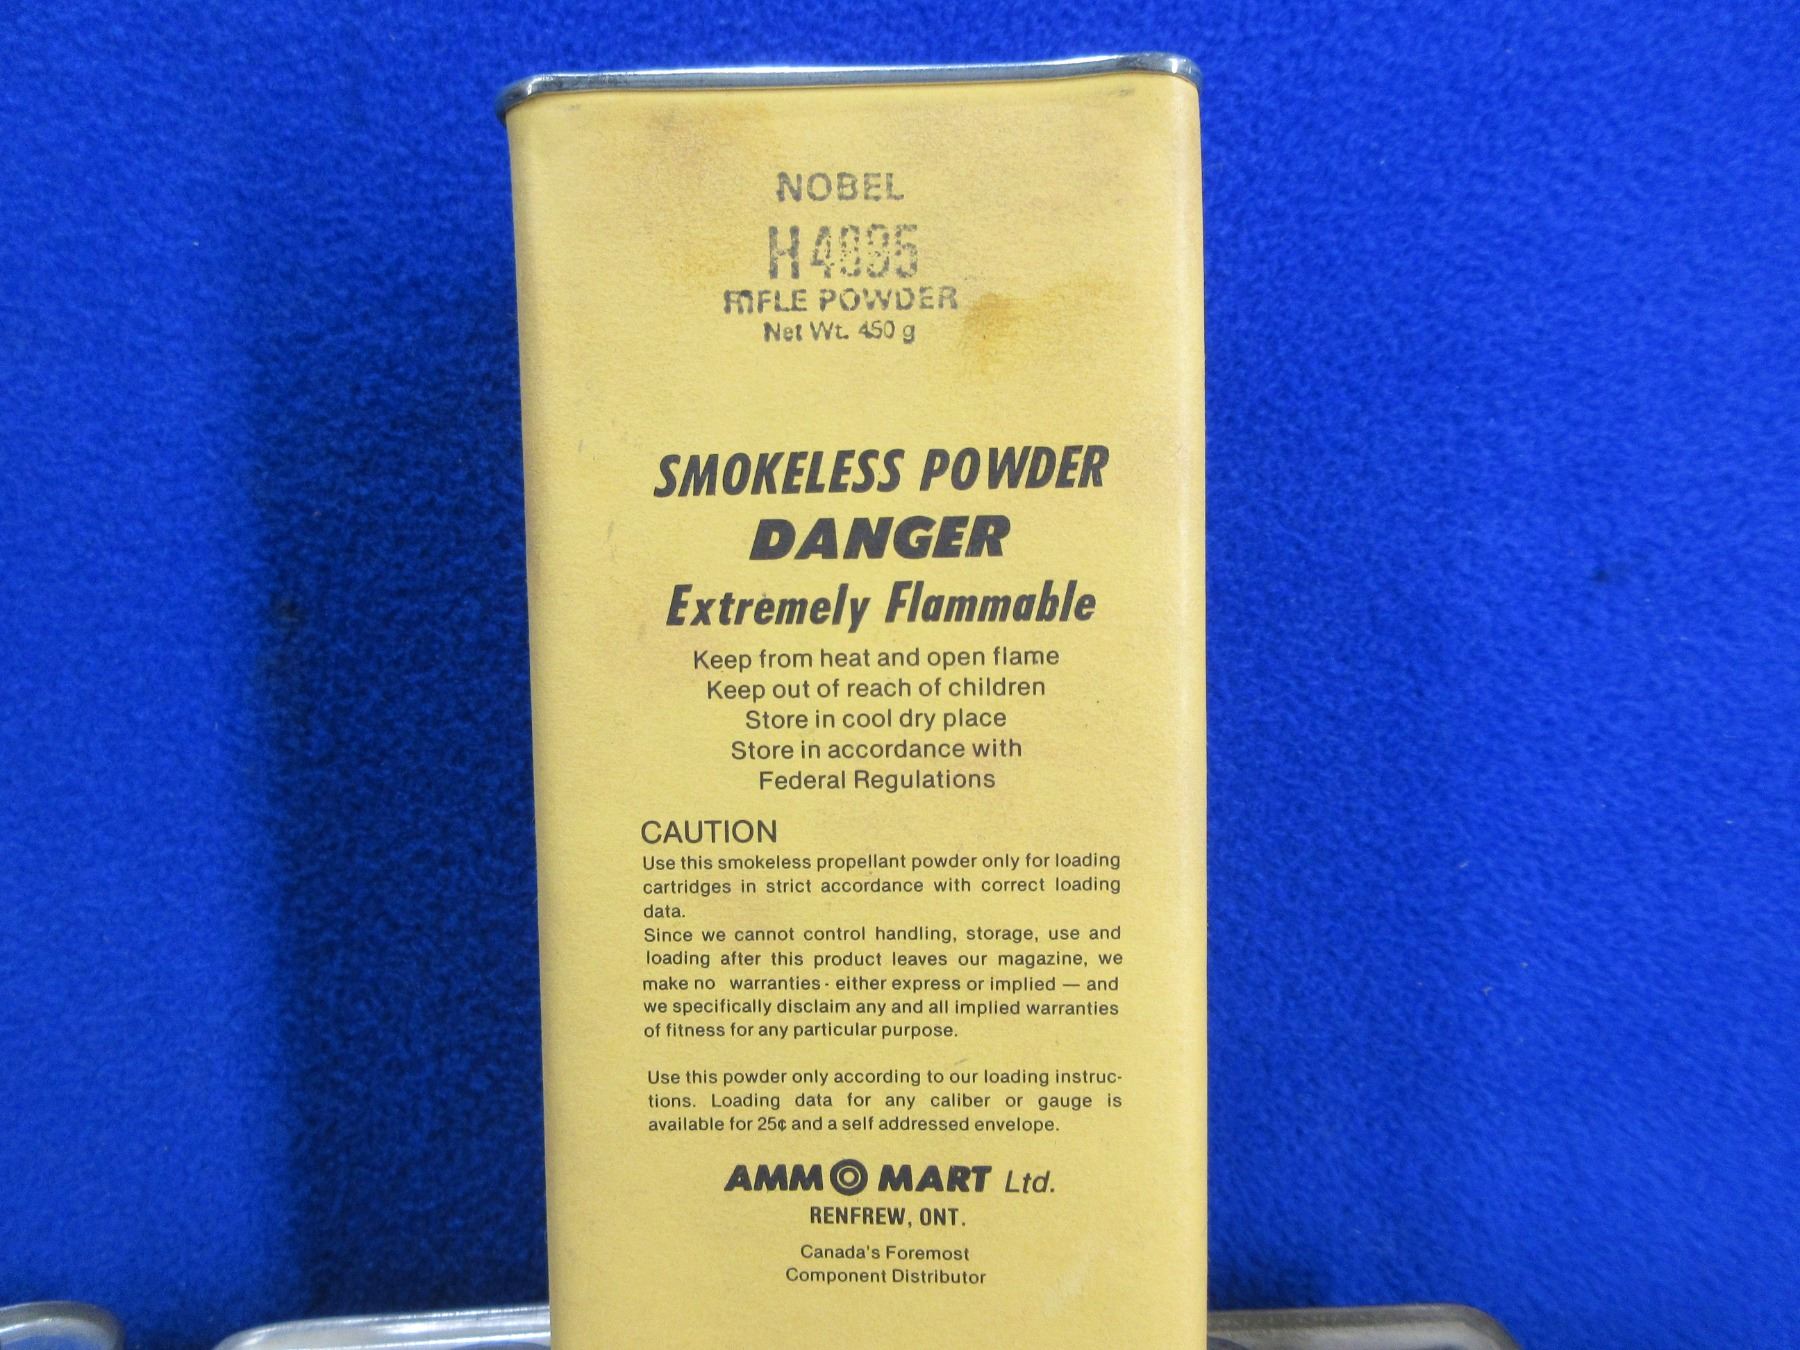 NOBEL
H4895
RIFLE POWDER
Net Wt. 450 g
SMOKELESS POWDER
DANGER
Extremely Flammable
Keep from heat and open flame
Keep out of reach of children
Store in cool dry place
Store in accordance with
Federal Regulations
CAUTION
Use this smokeless propellant powder only for loading
cartridges in strict accordance with correct loading
data.
Since we cannot control handling, storage, use and
loading after this product leaves our magazine, we
make no warranties - either express or implied — and
we specifically disclaim any and all implied warranties
of fitness for any particular purpose.
Use this powder only according to our loading instruc-
tions. Loading data for any caliber or gauge is
available for 25¢ and a self addressed envelope.
AMMO MART Ltd.
RENFREW, ONT.
Canada's Foremost
Component Distributor